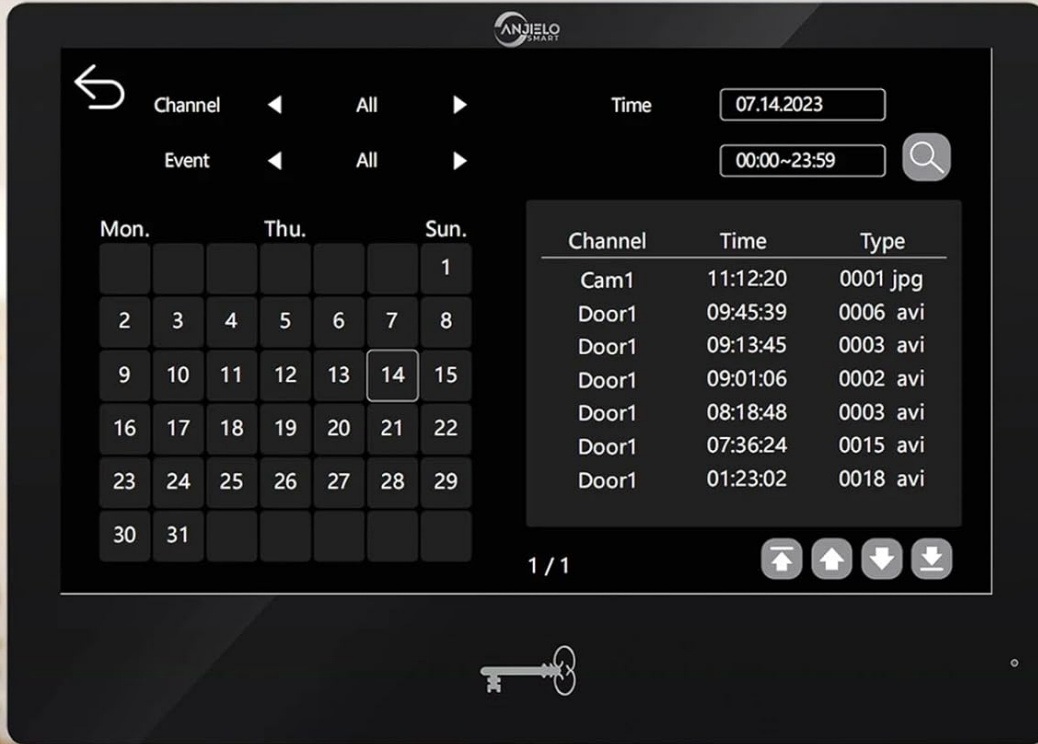 ANJIELO
SMART
Channel All Time 07.14.2023
Event All 00:00~23:59
Mon. Thu. Sun.
1
2 3 4 5 6 7 8
9 10 11 12 13 14 15
16 17 18 19 20 21 22
23 24 25 26 27 28 29
30 31
Channel Time Type
Cam1 11:12:20 0001 jpg
Door1 09:45:39 0006 avi
Door1 09:13:45 0003 avi
Door1 09:01:06 0002 avi
Door1 08:18:48 0003 avi
Door1 07:36:24 0015 avi
Door1 01:23:02 0018 avi
1 / 1